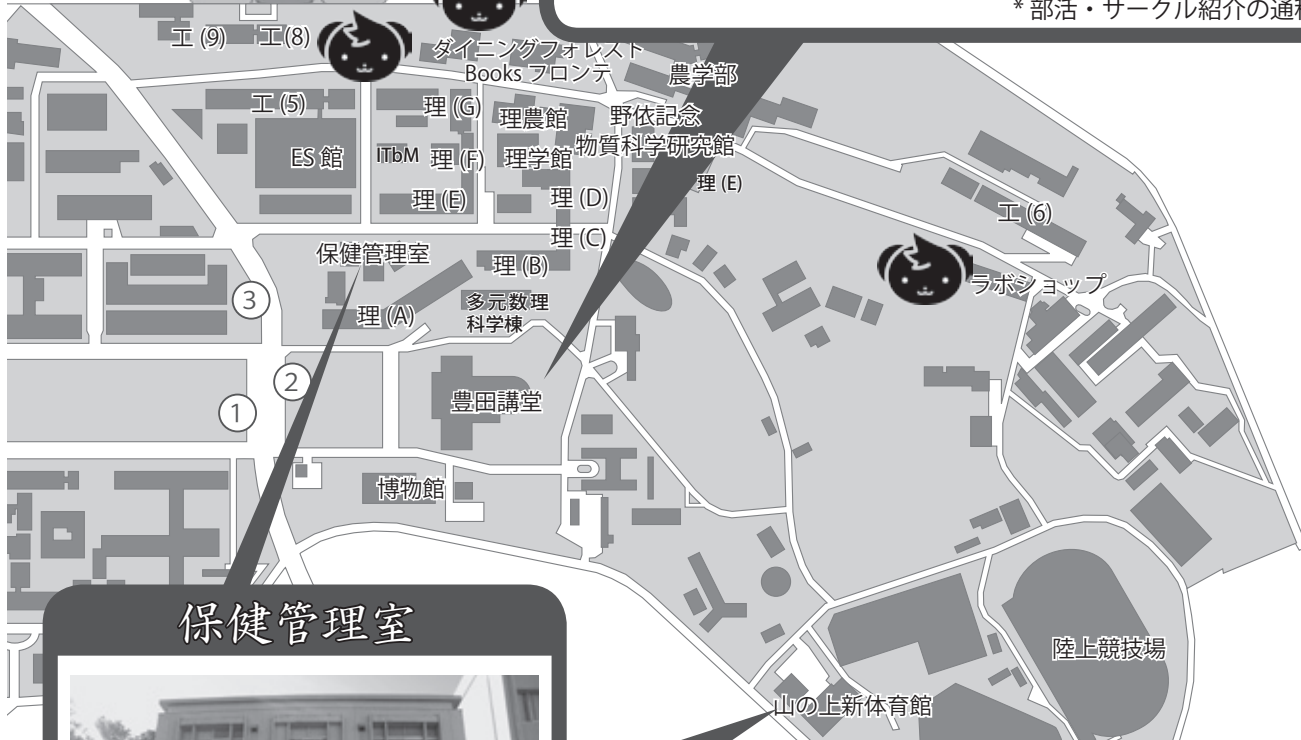 * 部活・サークル紹介の通
工 (9)
工(8)
ダイニングフォレスト
Books フロンテ
農学部
工 (5)
理 (G)
理農館
野依記念
物質科学研究館
ES 館
ITbM
理 (F)
理学館
理 (E)
理 (E)
理 (D)
工 (6)
理 (C)
保健管理室
理 (B)
ラボショップ
③
多元数理
科学棟
理 (A)
②
①
豊田講堂
博物館
保健管理室
陸上競技場
山の上新体育館